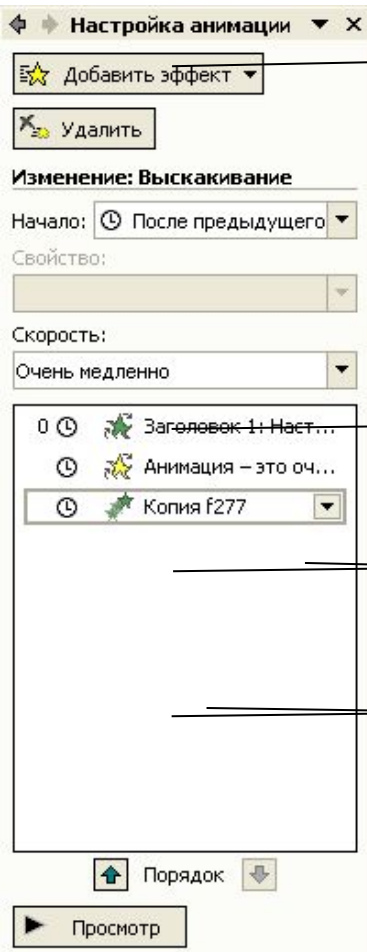 Настройка анимации
Добавить эффект
Удалить
Изменение: Выскакивание
Начало: После предыдущего
Свойство:
Скорость:
Очень медленно
0 Заголовок 1: Наст...
Анимация – это оч...
Копия f277
Порядок
Просмотр